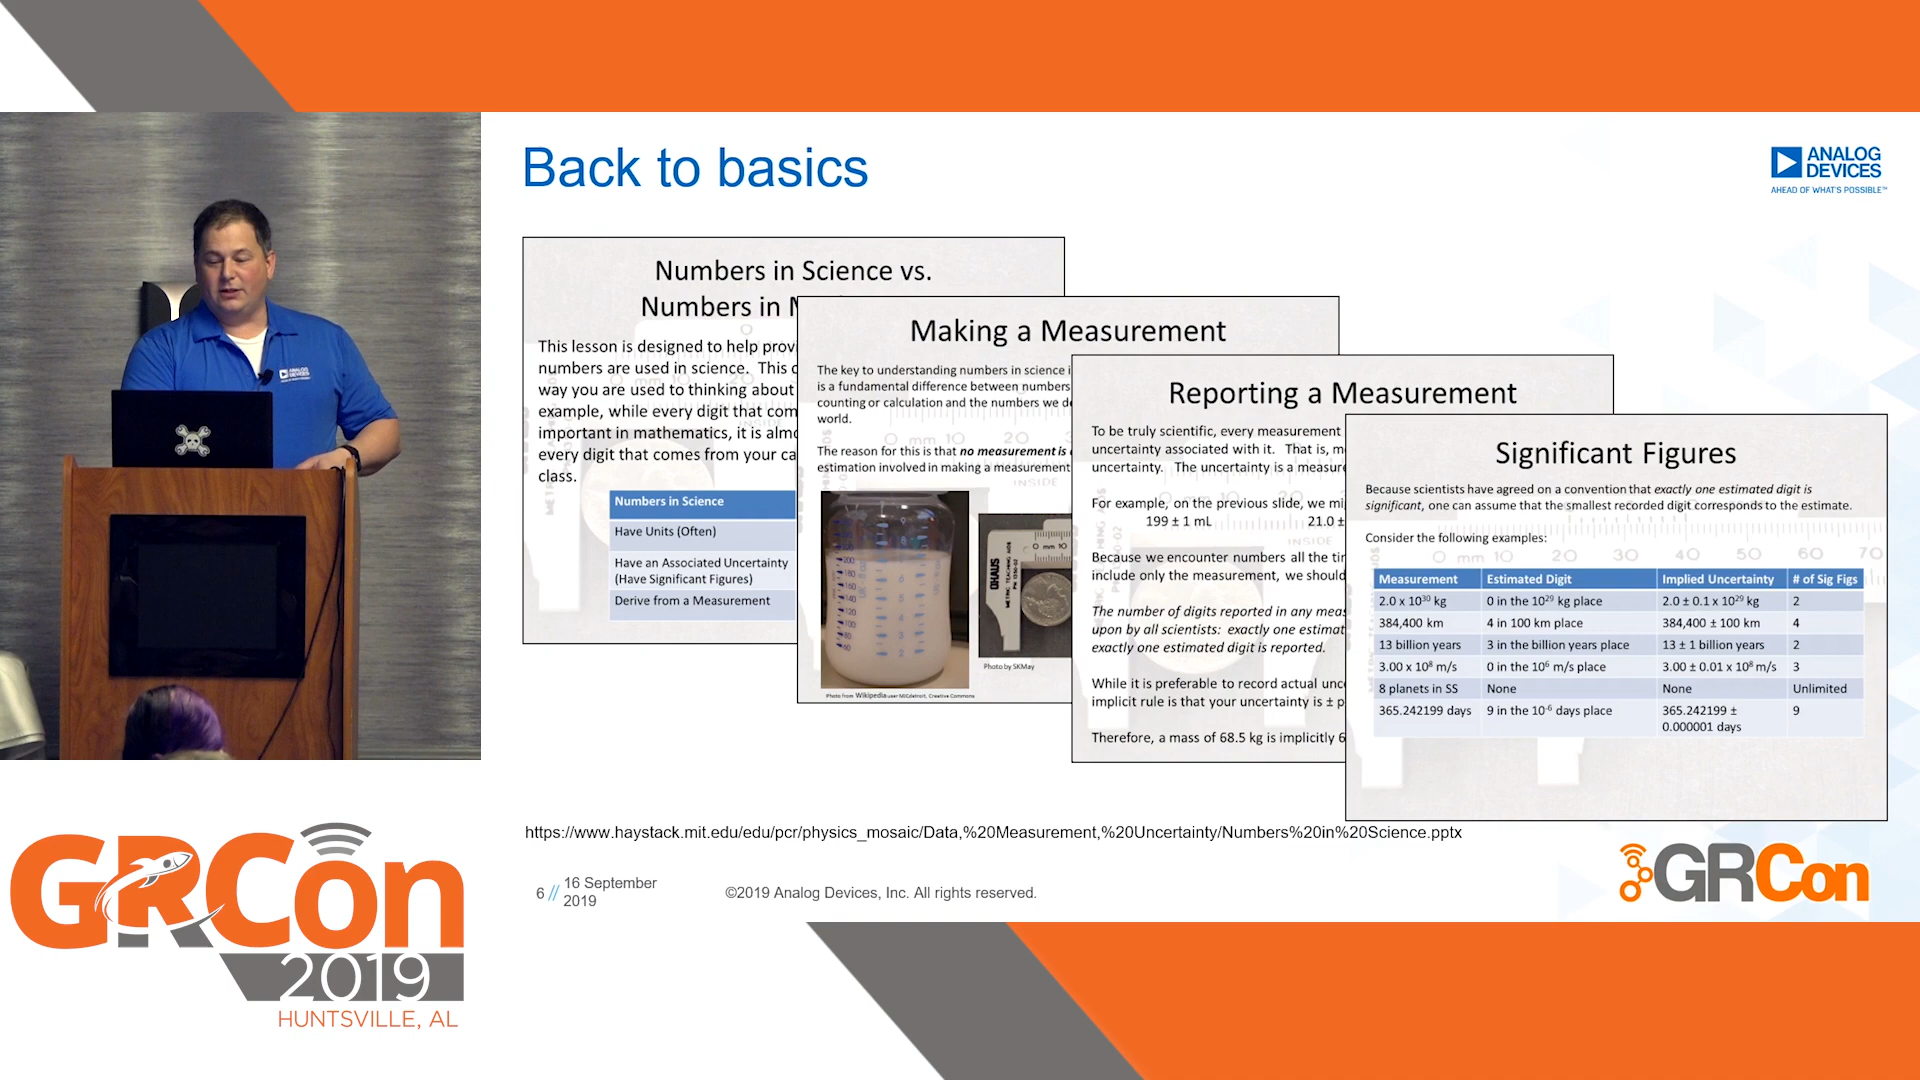 Back to basics
ANALOG
DEVICES
AHEAD OF WHAT'S POSSIBLE™
Numbers in Science vs.
Numbers in
This lesson is designed to help
numbers are used in science. This
way you are used to thinking about
example, while every digit that
important in mathematics, it is
every digit that comes from your
class.
Numbers in Science
Have Units (Often)
Have an Associated Uncertainty
(Have Significant Figures)
Derive from a Measurement
Making a Measurement
The key to understanding numbers in science
is a fundamental difference between numbers
counting or calculation and the numbers we
world.
The reason for this is that no measurement is
estimation involved in making a measurement
Photo by SKMay
Photo from Wikipedia user MIGdetroit, Creative Commons
Reporting a Measurement
To be truly scientific, every measurement
uncertainty associated with it. That is,
uncertainty. The uncertainty is a
For example, on the previous slide, we
199 ± 1 mL 21.0 ±
Because we encounter numbers all the
include only the measurement, we should
The number of digits reported in any
upon by all scientists: exactly one
exactly one estimated digit is reported.
While it is preferable to record actual
implicit rule is that your uncertainty is ±
Therefore, a mass of 68.5 kg is implicitly
Significant Figures
Because scientists have agreed on a convention that exactly one estimated digit is
significant, one can assume that the smallest recorded digit corresponds to the estimate.
Consider the following examples:
Measurement Estimated Digit Implied Uncertainty # of Sig Figs
2.0 x 10³⁰ kg 0 in the 10²⁹ kg place 2.0 ± 0.1 x 10²⁹ kg 2
384,400 km 4 in 100 km place 384,400 ± 100 km 4
13 billion years 3 in the billion years place 13 ± 1 billion years 2
3.00 x 10⁸ m/s 0 in the 10⁶ m/s place 3.00 ± 0.01 x 10⁸ m/s 3
8 planets in SS None None Unlimited
365.242199 days 9 in the 10⁻⁶ days place 365.242199 ±
0.000001 days 9
https://www.haystack.mit.edu/edu/pcr/physics_mosaic/Data,%20Measurement,%20Uncertainty/Numbers%20in%20Science.pptx
6 // 16 September
2019
©2019 Analog Devices, Inc. All rights reserved.
GRCon
GRCon
2019
HUNTSVILLE, AL
ANALOG
DEVICES